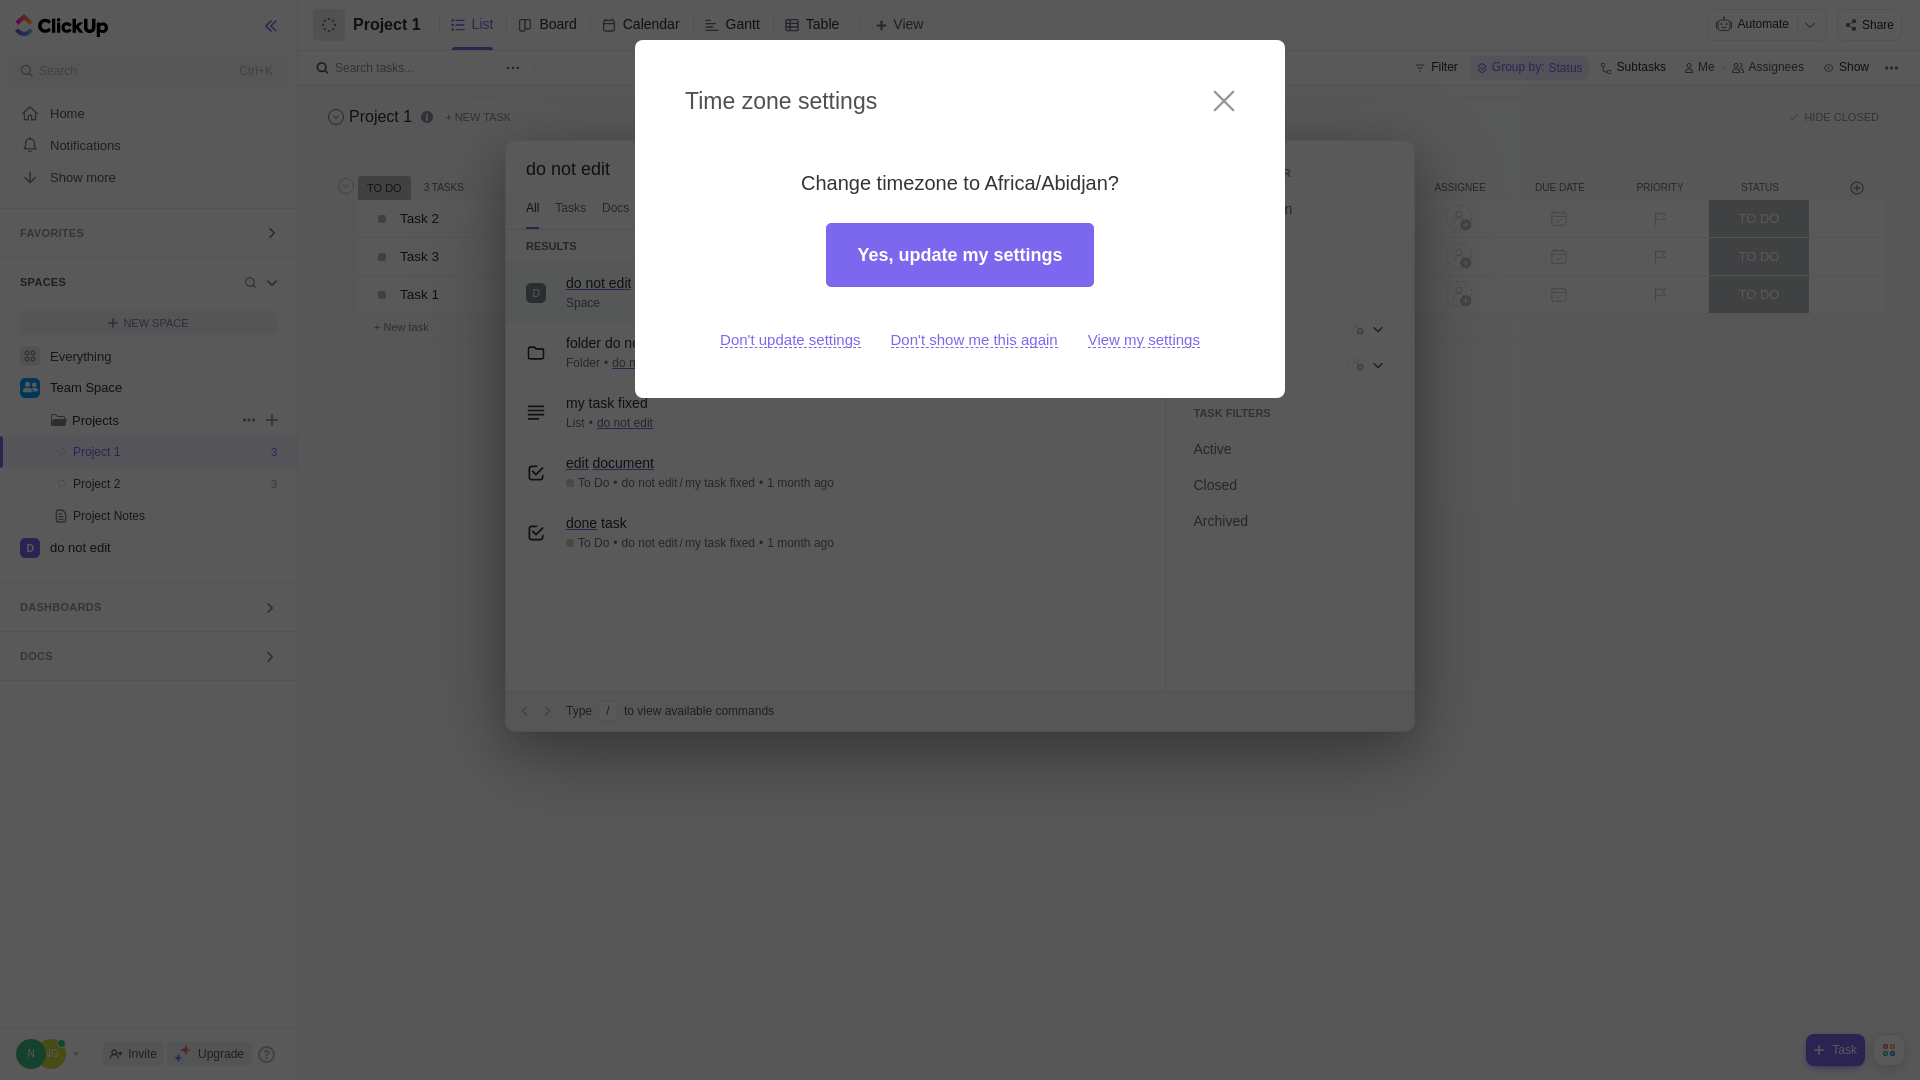 ClickUp
Search
Ctrl+K
Home
Notifications
Show more
FAVORITES
SPACES
NEW SPACE
Everything
Team Space
Projects
Project 1 3
Project 2 3
Project Notes
D do not edit
DASHBOARDS
DOCS
N NG
Invite
Upgrade
?
Project 1
List
Board
Calendar
Gantt
Table
+ View
Automate
Share
Search tasks...
Filter
Group by: Status
Subtasks
Me
Assignees
Show
Project 1
+ NEW TASK
HIDE CLOSED
TO DO 3 TASKS
ASSIGNEE DUE DATE PRIORITY STATUS
Task 2 TO DO
Task 3 TO DO
Task 1 TO DO
+ New task
do not edit
All Tasks Docs
RESULTS
D do not edit
Space
folder do
Folder •
my task fixed
List • do not edit
edit document
To Do • do not edit / my task fixed • 1 month ago
done task
To Do • do not edit / my task fixed • 1 month ago
TASK FILTERS
Active
Closed
Archived
Type / to view available commands
Time zone settings
Change timezone to Africa/Abidjan?
Yes, update my settings
Don't update settings Don't show me this again View my settings
+ Task